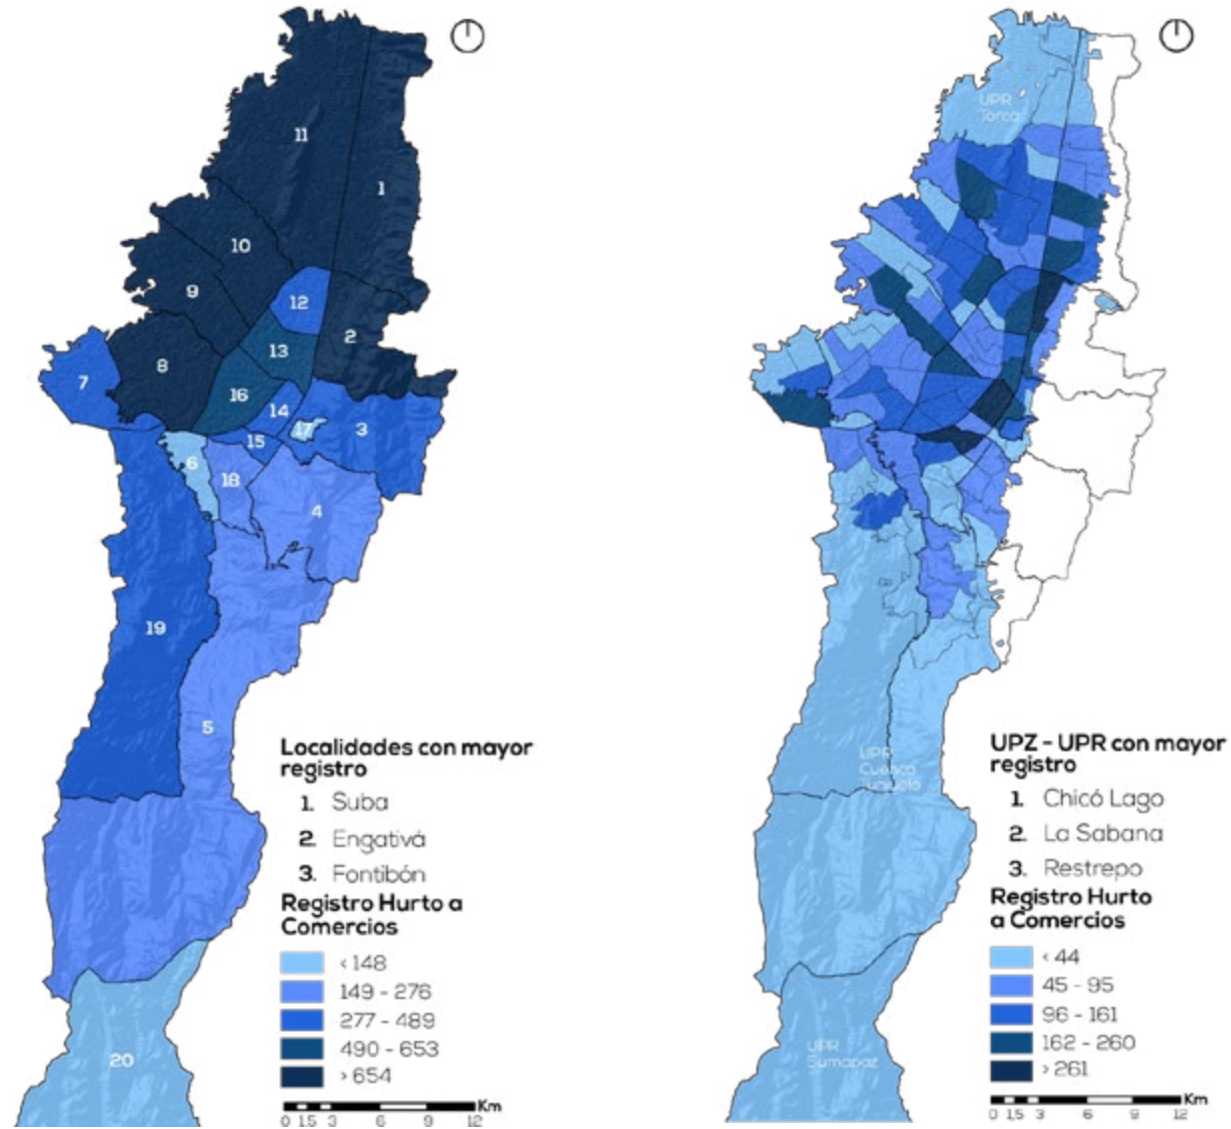 11
1
10
9
12
2
13
8
7
16
14
17
3
15
6
18
4
19
5
20
Localidades con mayor
registro
1. Suba
2. Engativá
3. Fontibón
Registro Hurto a
Comercios
< 148
149 - 276
277 - 489
490 - 653
> 654
Km
0 1,5 3 6 9 12
UPR
Torca
UPR
Cuenca
Tunjuelo
UPR
Sumapaz
UPZ - UPR con mayor
registro
1. Chicó Lago
2. La Sabana
3. Restrepo
Registro Hurto
a Comercios
< 44
45 - 95
96 - 161
162 - 260
> 261
Km
0 1,5 3 6 9 12